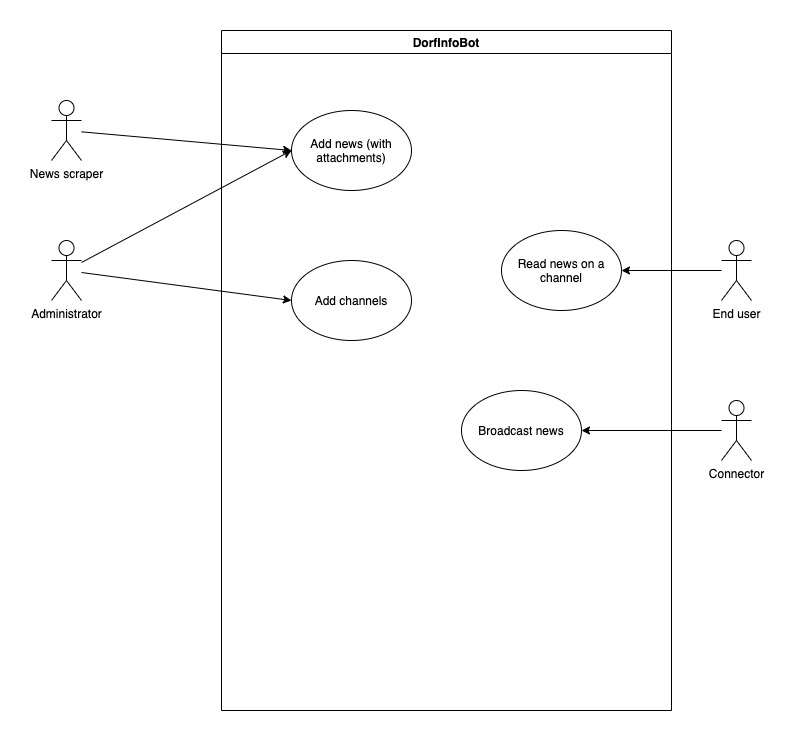 DorfInfoBot
Add news (with
attachments)
News scraper
Read news on a
channel
Add channels
Administrator
End user
Broadcast news
Connector